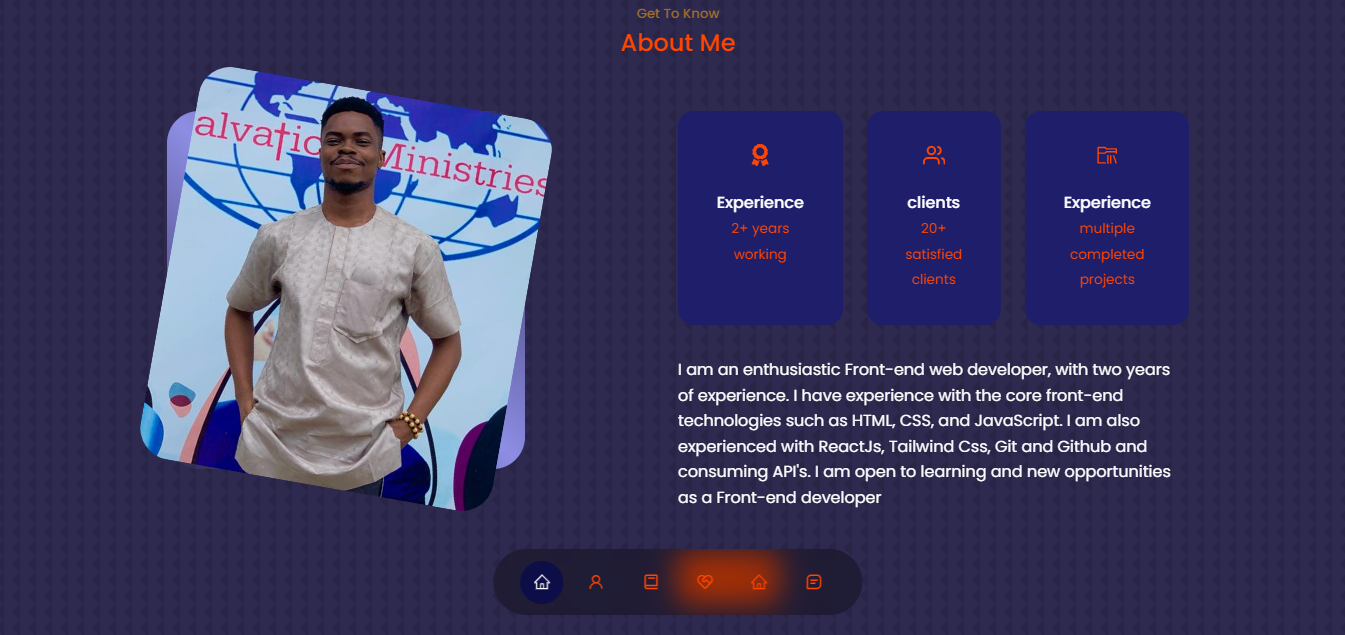 Get To Know
About Me
alvatic Ministries
Experience
2+ years
working
clients
20+
satisfied
clients
Experience
multiple
completed
projects
I am an enthusiastic Front-end web developer, with two years
of experience. I have experience with the core front-end
technologies such as HTML, CSS, and JavaScript. I am also
experienced with ReactJs, Tailwind Css, Git and Github and
consuming API's. I am open to learning and new opportunities
as a Front-end developer